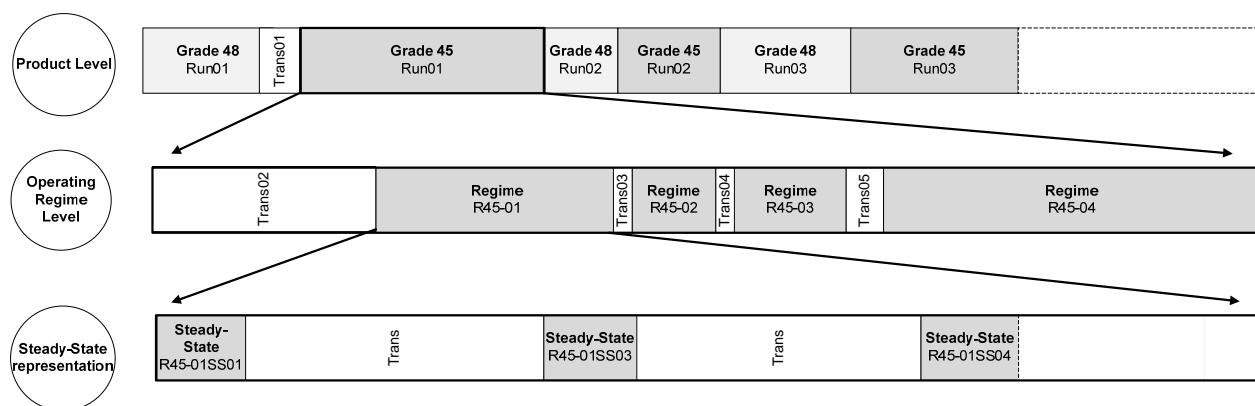 Product Level
Grade 48
Run01
Trans01
Grade 45
Run01
Grade 48
Run02
Grade 45
Run02
Grade 48
Run03
Grade 45
Run03
Operating
Regime
Level
Trans02
Regime
R45-01
Trans03
Regime
R45-02
Trans04
Regime
R45-03
Trans05
Regime
R45-04
Steady-State
representation
Steady-
State
R45-01SS01
Trans
Steady-State
R45-01SS03
Trans
Steady-State
R45-01SS04